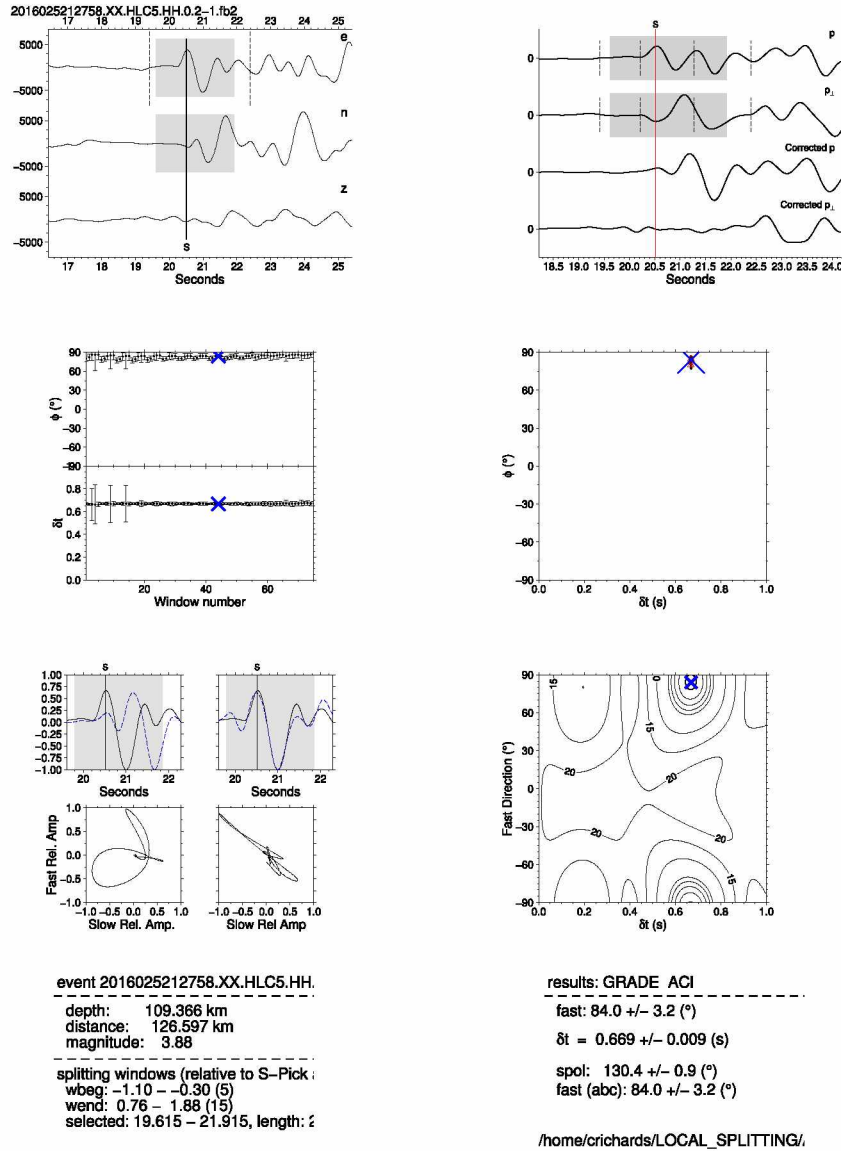 2016025212758.XX.HLC5.HH.0.2-1.fb2
17 18 19 20 21 22 23 24 25
e
5000
0
-5000
n
5000
0
-5000
z
5000
0
-5000
S
17 18 19 20 21 22 23 24 25
Seconds
S
p
0
p⊥
0
Corrected p
0
Corrected p⊥
0
18.5 19.0 19.5 20.0 20.5 21.0 21.5 22.0 22.5 23.0 23.5 24.0
Seconds
90
60
30
0
-30
-60
-90
ϕ (°)
0.8
0.6
0.4
0.2
0.0
δt
20 40 60
Window number
90
60
30
0
-30
-60
-90
ϕ (°)
0.0 0.2 0.4 0.6 0.8 1.0
δt (s)
S
S
1.00
0.75
0.50
0.25
0.00
-0.25
-0.50
-0.75
-1.00
20 21 22
20 21 22
Seconds
Seconds
1.0
0.5
0.0
-0.5
-1.0
Fast Rel. Amp
-1.0 -0.5 0.0 0.5 1.0
-1.0 -0.5 0.0 0.5 1.0
Slow Rel. Amp.
Slow Rel Amp
90
60
30
0
-30
-60
-90
Fast Direction (°)
15
0
15
20
20
20
20
15
0.0 0.2 0.4 0.6 0.8 1.0
δt (s)
event 2016025212758.XX.HLC5.HH.
depth: 109.366 km
distance: 126.597 km
magnitude: 3.88
splitting windows (relative to S-Pick
wbeg: -1.10 - -0.30 (5)
wend: 0.76 - 1.88 (15)
selected: 19.615 - 21.915, length: 2
results: GRADE ACI
fast: 84.0 +/- 3.2 (°)
δt = 0.669 +/- 0.009 (s)
spol: 130.4 +/- 0.9 (°)
fast (abc): 84.0 +/- 3.2 (°)
/home/crichards/LOCAL_SPLITTING/